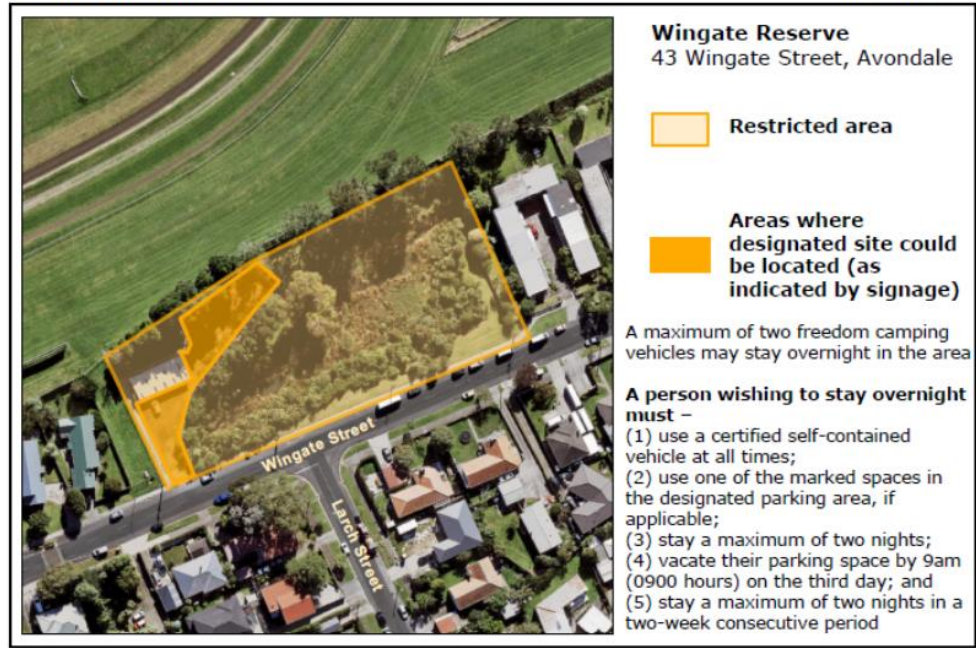 Wingate Reserve
43 Wingate Street, Avondale
Restricted area
Areas where
designated site could
be located (as
indicated by signage)
A maximum of two freedom camping
vehicles may stay overnight in the area
A person wishing to stay overnight
must –
(1) use a certified self-contained
vehicle at all times;
(2) use one of the marked spaces in
the designated parking area, if
applicable;
(3) stay a maximum of two nights;
(4) vacate their parking space by 9am
(0900 hours) on the third day; and
(5) stay a maximum of two nights in a
two-week consecutive period
Wingate Street
Larch Street